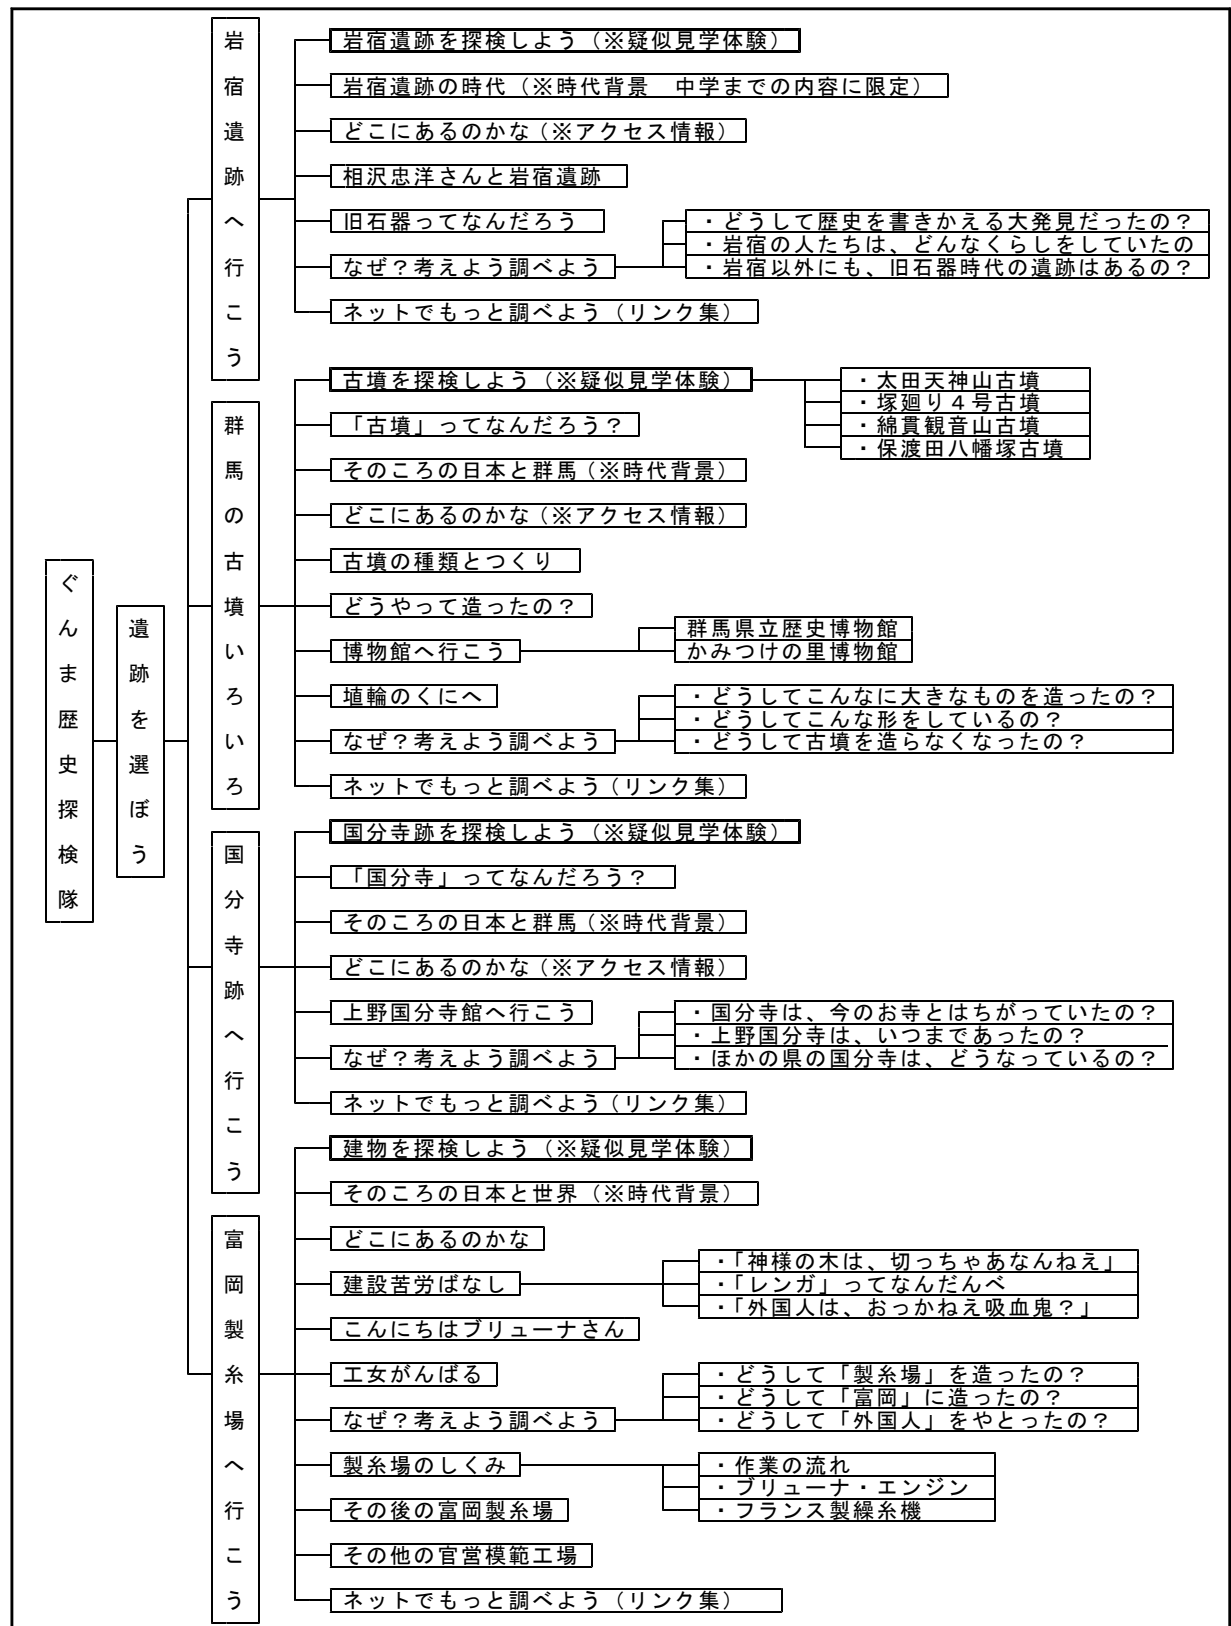 ぐんま歴史探検隊
遺跡を選ぼう
岩宿遺跡へ行こう
岩宿遺跡を探検しよう（※疑似見学体験）
岩宿遺跡の時代（※時代背景　中学までの内容に限定）
どこにあるのかな（※アクセス情報）
相沢忠洋さんと岩宿遺跡
旧石器ってなんだろう
なぜ？考えよう調べよう
・どうして歴史を書きかえる大発見だったの？
・岩宿の人たちは、どんなくらしをしていたの
・岩宿以外にも、旧石器時代の遺跡はあるの？
ネットでもっと調べよう（リンク集）
群馬の古墳いろいろ
古墳を探検しよう（※疑似見学体験）
・太田天神山古墳
・塚廻り４号古墳
・綿貫観音山古墳
・保渡田八幡塚古墳
「古墳」ってなんだろう？
そのころの日本と群馬（※時代背景）
どこにあるのかな（※アクセス情報）
古墳の種類とつくり
どうやって造ったの？
博物館へ行こう
群馬県立歴史博物館
かみつけの里博物館
埴輪のくにへ
なぜ？考えよう調べよう
・どうしてこんなに大きなものを造ったの？
・どうしてこんな形をしているの？
・どうして古墳を造らなくなったの？
ネットでもっと調べよう（リンク集）
国分寺跡へ行こう
国分寺跡を探検しよう（※疑似見学体験）
「国分寺」ってなんだろう？
そのころの日本と群馬（※時代背景）
どこにあるのかな（※アクセス情報）
上野国分寺館へ行こう
なぜ？考えよう調べよう
・国分寺は、今のお寺とはちがっていたの？
・上野国分寺は、いつまであったの？
・ほかの県の国分寺は、どうなっているの？
ネットでもっと調べよう（リンク集）
富岡製糸場へ行こう
建物を探検しよう（※疑似見学体験）
そのころの日本と世界（※時代背景）
どこにあるのかな
建設苦労ばなし
・「神様の木は、切っちゃあなんねえ」
・「レンガ」ってなんだんべ
・「外国人は、おっかねえ吸血鬼？」
こんにちはブリューナさん
工女がんばる
なぜ？考えよう調べよう
・どうして「製糸場」を造ったの？
・どうして「富岡」に造ったの？
・どうして「外国人」をやとったの？
製糸場のしくみ
・作業の流れ
・ブリューナ・エンジン
・フランス製繰糸機
その後の富岡製糸場
その他の官営模範工場
ネットでもっと調べよう（リンク集）